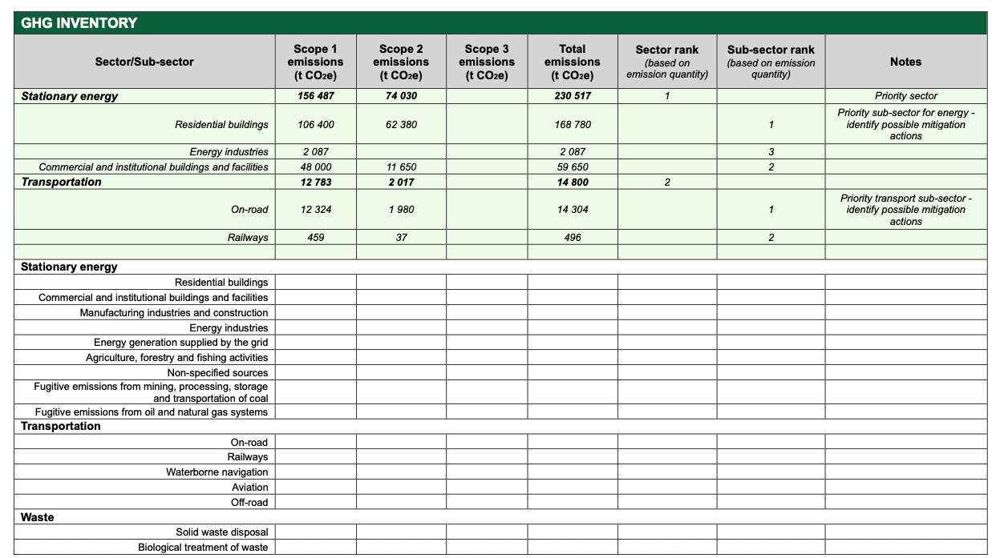 GHG INVENTORY
Sector/Sub-sector
Scope 1 emissions (t CO2e)
Scope 2 emissions (t CO2e)
Scope 3 emissions (t CO2e)
Total emissions (t CO2e)
Sector rank (based on emission quantity)
Sub-sector rank (based on emission quantity)
Notes
Stationary energy 156 487 74 030 230 517 1 Priority sector
Residential buildings 106 400 62 380 168 780 1 Priority sub-sector for energy - identify possible mitigation actions
Energy industries 2 087 2 087 3
Commercial and institutional buildings and facilities 48 000 11 650 59 650 2
Transportation 12 783 2 017 14 800 2
On-road 12 324 1 980 14 304 1 Priority transport sub-sector - identify possible mitigation actions
Railways 459 37 496 2
Stationary energy
Residential buildings
Commercial and institutional buildings and facilities
Manufacturing industries and construction
Energy industries
Energy generation supplied by the grid
Agriculture, forestry and fishing activities
Non-specified sources
Fugitive emissions from mining, processing, storage
and transportation of coal
Fugitive emissions from oil and natural gas systems
Transportation
On-road
Railways
Waterborne navigation
Aviation
Off-road
Waste
Solid waste disposal
Biological treatment of waste